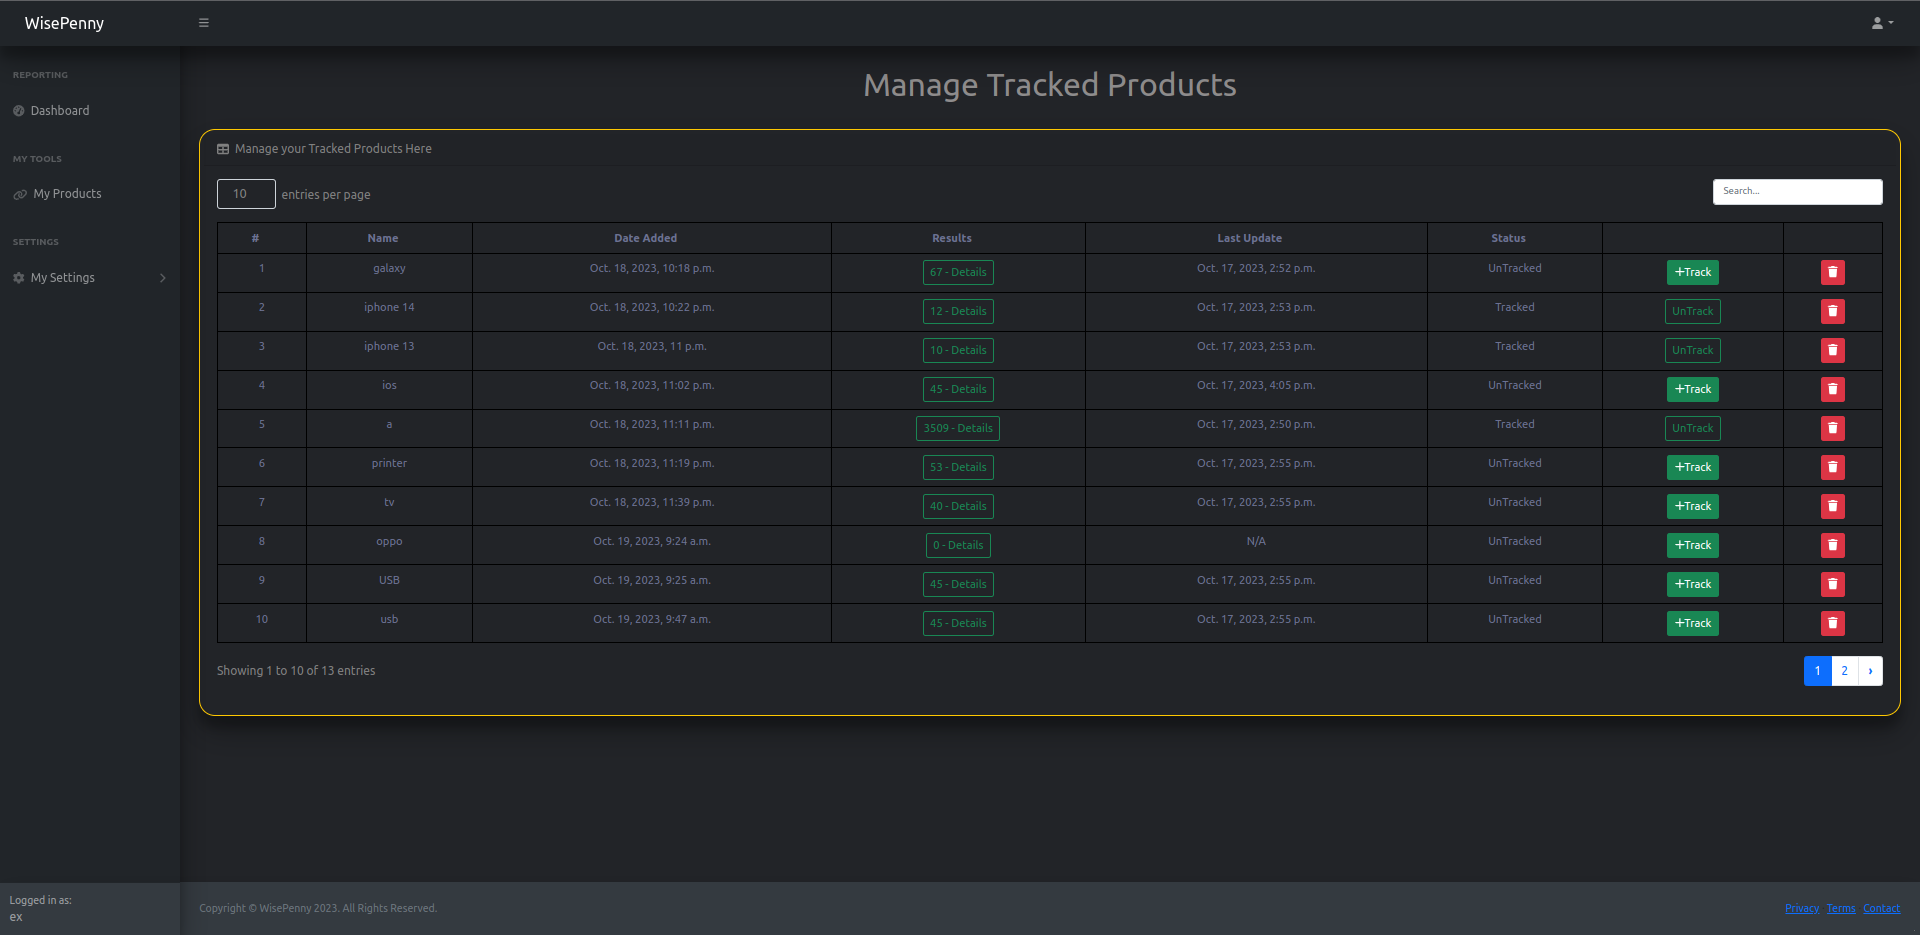 WisePenny
REPORTING
Dashboard
MY TOOLS
My Products
SETTINGS
My Settings
Logged in as:
ex
Manage Tracked Products
Manage your Tracked Products Here
10 entries per page
Search...
# Name Date Added Results Last Update Status
1 galaxy Oct. 18, 2023, 10:18 p.m. 67 - Details Oct. 17, 2023, 2:52 p.m. UnTracked +Track
2 iphone 14 Oct. 18, 2023, 10:22 p.m. 12 - Details Oct. 17, 2023, 2:53 p.m. Tracked UnTrack
3 iphone 13 Oct. 18, 2023, 11 p.m. 10 - Details Oct. 17, 2023, 2:53 p.m. Tracked UnTrack
4 ios Oct. 18, 2023, 11:02 p.m. 45 - Details Oct. 17, 2023, 4:05 p.m. UnTracked +Track
5 a Oct. 18, 2023, 11:11 p.m. 3509 - Details Oct. 17, 2023, 2:50 p.m. Tracked UnTrack
6 printer Oct. 18, 2023, 11:19 p.m. 53 - Details Oct. 17, 2023, 2:55 p.m. UnTracked +Track
7 tv Oct. 18, 2023, 11:39 p.m. 40 - Details Oct. 17, 2023, 2:55 p.m. UnTracked +Track
8 oppo Oct. 19, 2023, 9:24 a.m. 0 - Details N/A UnTracked +Track
9 USB Oct. 19, 2023, 9:25 a.m. 45 - Details Oct. 17, 2023, 2:55 p.m. UnTracked +Track
10 usb Oct. 19, 2023, 9:47 a.m. 45 - Details Oct. 17, 2023, 2:55 p.m. UnTracked +Track
Showing 1 to 10 of 13 entries
1 2 ›
Copyright © WisePenny 2023. All Rights Reserved.
Privacy Terms Contact